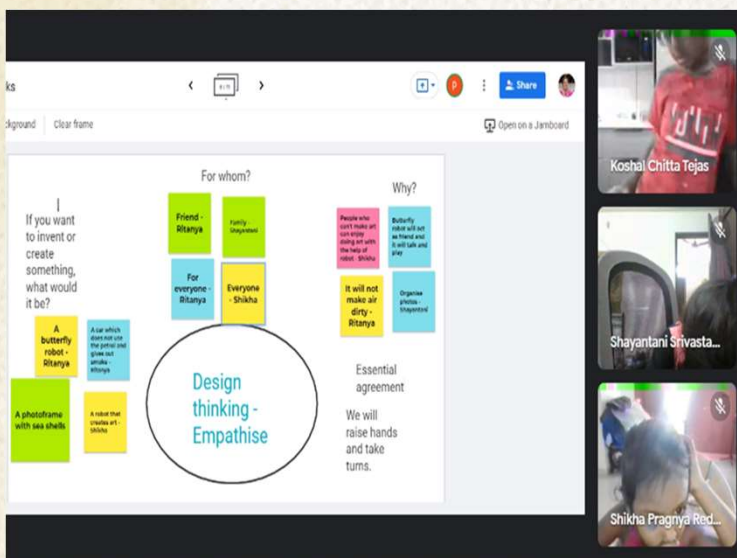 ks
Share
ckground
Clear frame
Open on a Jamboard
If you want
to invent or
create
something,
what would
it be?
A
butterfly
robot -
Ritanya
A car which
does not use
the petrol and
gives out
smoke -
Ritanya
A photoframe
with sea shells
A robot that
creates art -
Shikha
For whom?
Friend -
Ritanya
Family -
Shayantani
For
everyone -
Ritanya
Everyone
- Shikha
Design
thinking -
Empathise
Why?
People who
can't make art
can enjoy
doing art with
the help of
robot - Shikha
Butterfly
robot will act
as friend and
it will talk and
play
It will not
make air
dirty -
Ritanya
Organise
photos -
Shayantani
Essential
agreement
We will
raise hands
and take
turns.
Koshal Chitta Tejas
Shayantani Srivasta...
Shikha Pragnya Red...